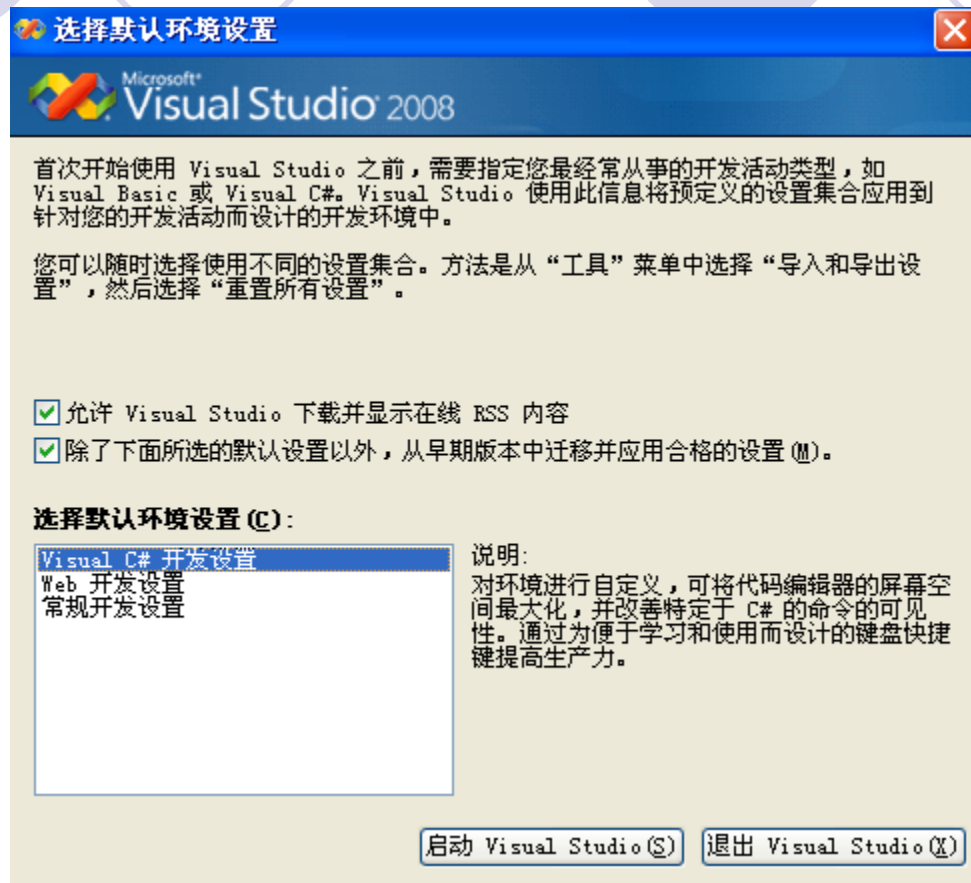 选择默认环境设置
Microsoft
Visual Studio 2008
首次开始使用 Visual Studio 之前，需要指定您最经常从事的开发活动类型，如
Visual Basic 或 Visual C#。Visual Studio 使用此信息将预定义的设置集合应用到
针对您的开发活动而设计的开发环境中。
您可以随时选择使用不同的设置集合。方法是从“工具”菜单中选择“导入和导出设
置”，然后选择“重置所有设置”。
允许 Visual Studio 下载并显示在线 RSS 内容
除了下面所选的默认设置以外，从早期版本中迁移并应用合格的设置(M)。
选择默认环境设置(C):
Visual C# 开发设置
Web 开发设置
常规开发设置
说明:
对环境进行自定义，可将代码编辑器的屏幕空
间最大化，并改善特定于 C# 的命令的可见
性。通过为便于学习和使用而设计的键盘快捷
键提高生产力。
启动 Visual Studio(S)
退出 Visual Studio(X)